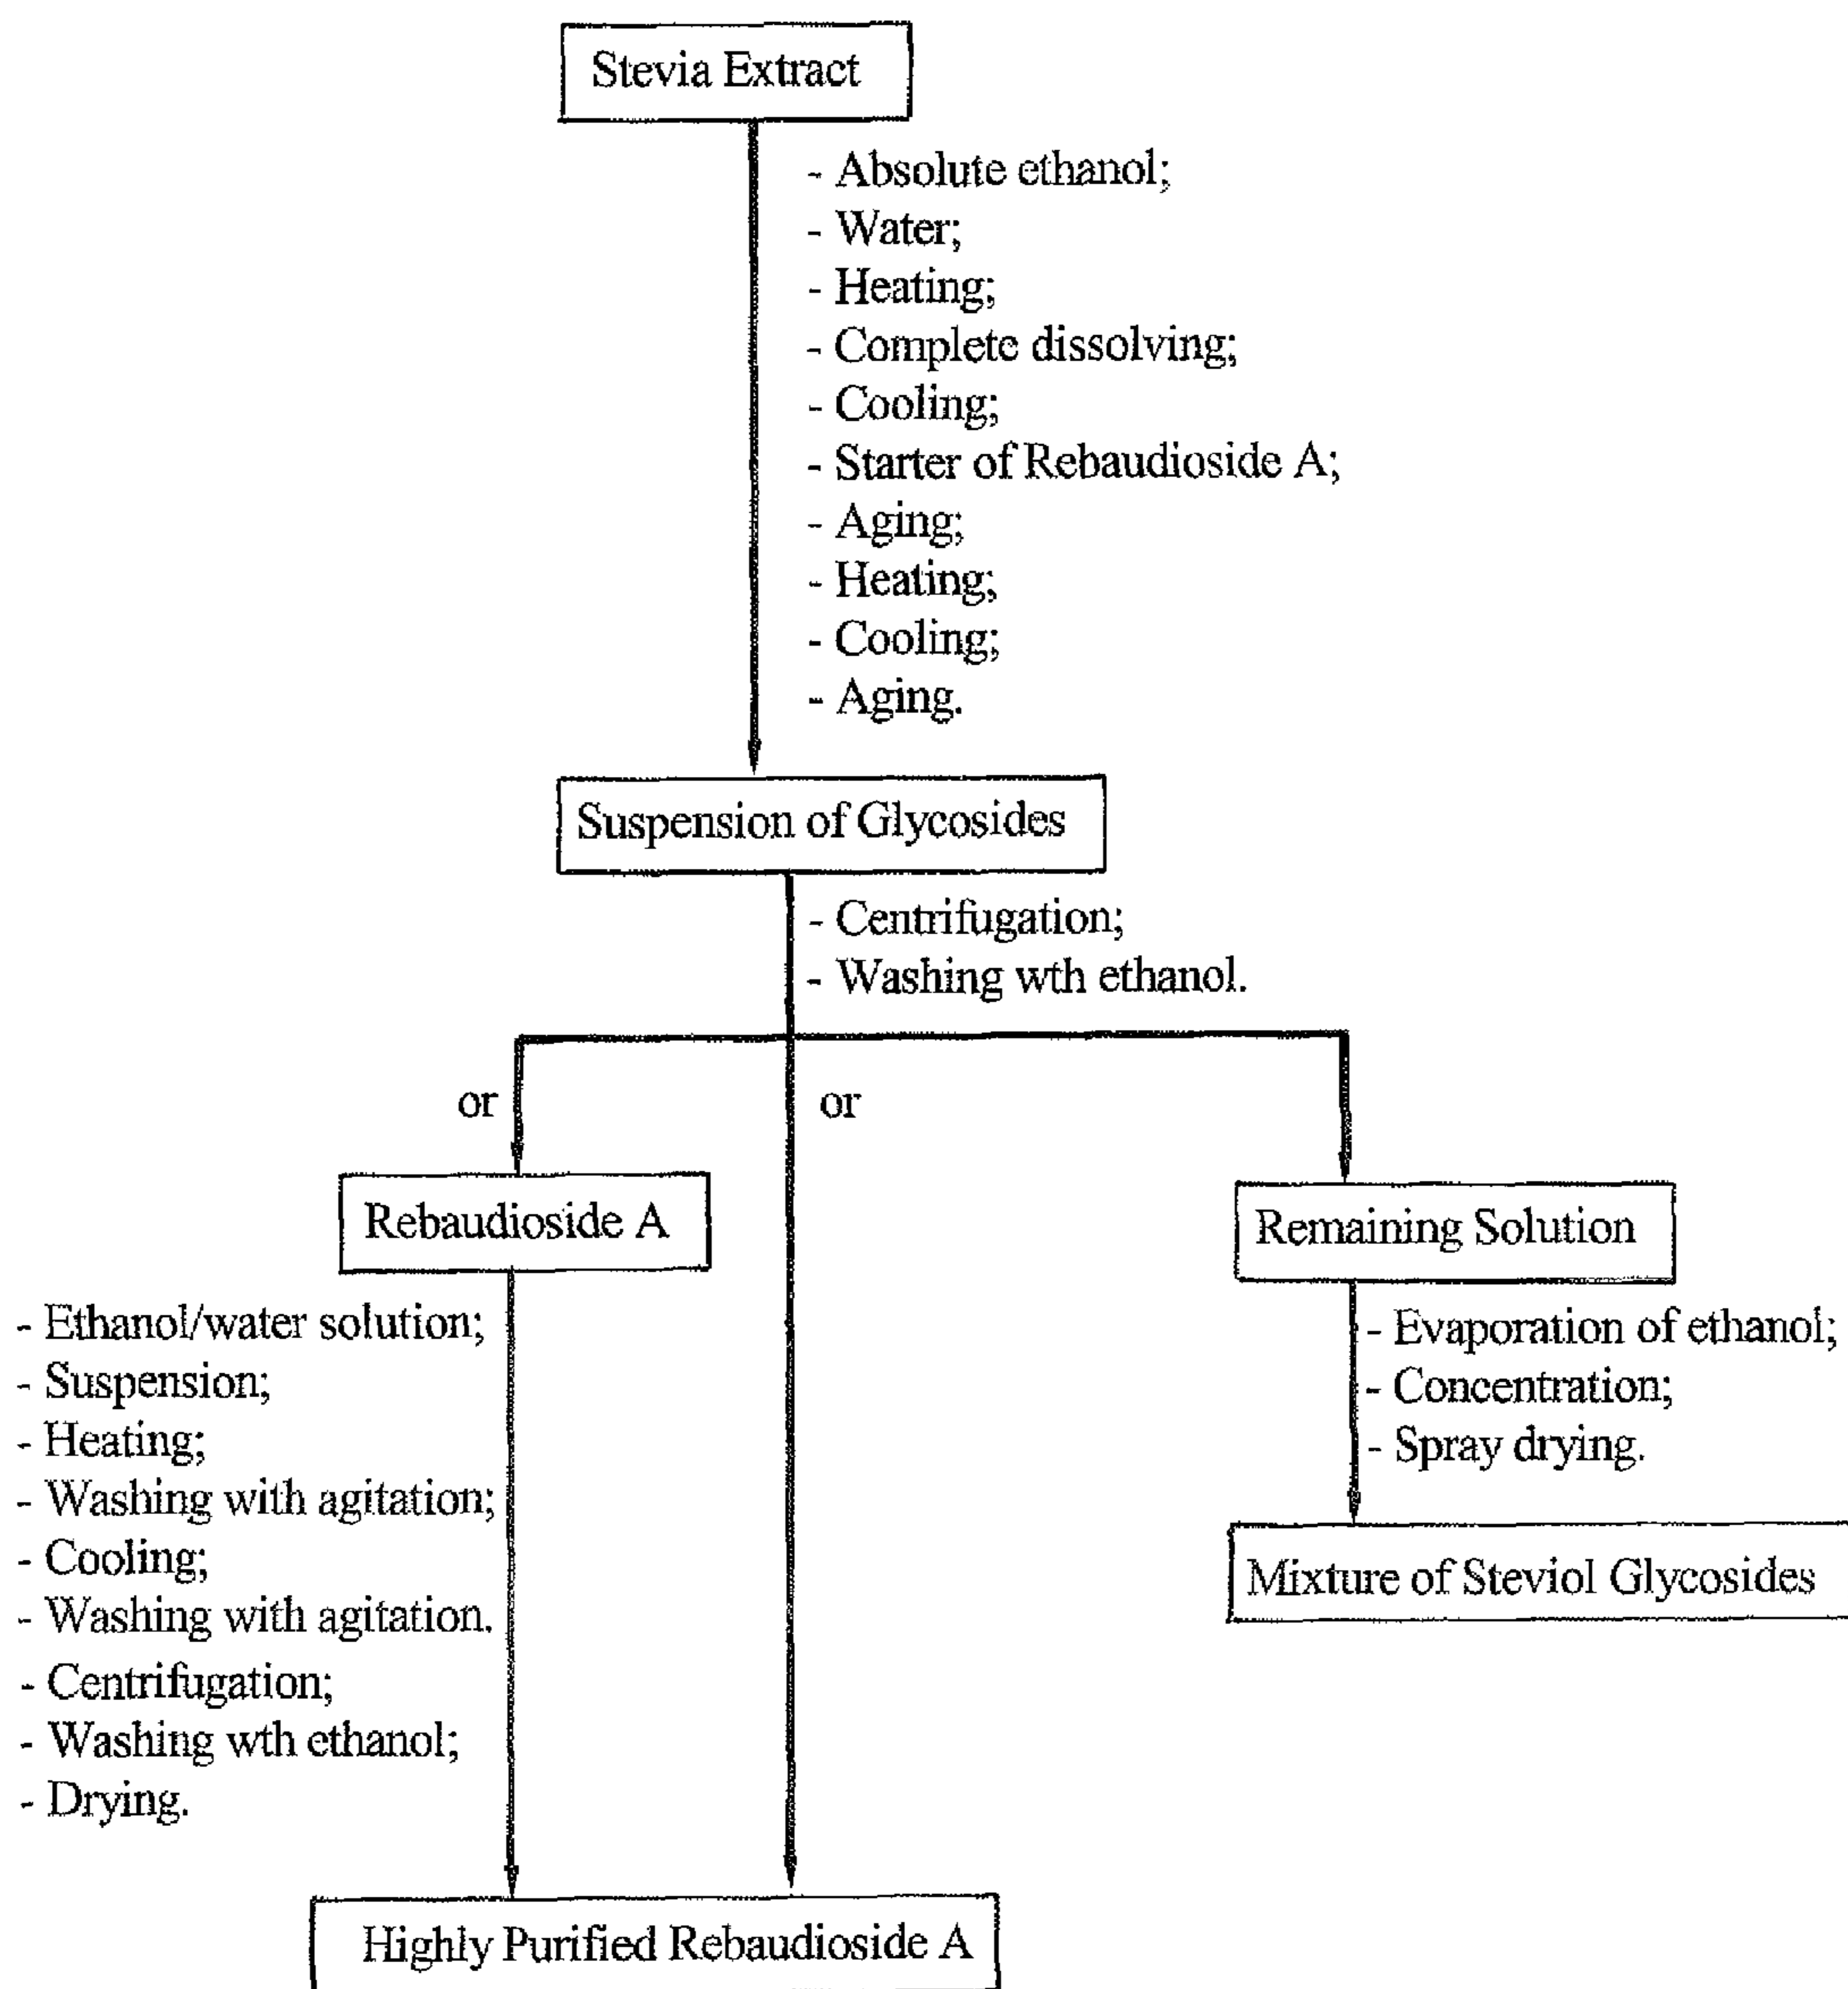 Stevia Extract
- Absolute ethanol;
- Water;
- Heating;
- Complete dissolving;
- Cooling;
- Starter of Rebaudioside A;
- Aging;
- Heating;
- Cooling;
- Aging.
Suspension of Glycosides
- Centrifugation;
- Washing wth ethanol.
or
or
Rebaudioside A
Remaining Solution
- Ethanol/water solution;
- Suspension;
- Heating;
- Washing with agitation;
- Cooling;
- Washing with agitation.
- Centrifugation;
- Washing wth ethanol;
- Drying.
- Evaporation of ethanol;
- Concentration;
- Spray drying.
Mixture of Steviol Glycosides
Highly Purified Rebaudioside A